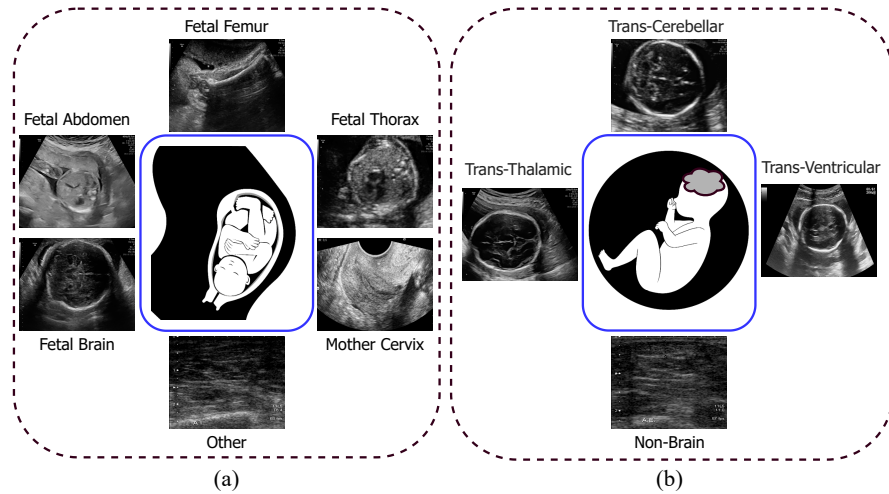 Fetal Femur
Fetal Abdomen
Fetal Thorax
Fetal Brain
Mother Cervix
Other
(a)
Trans-Cerebellar
Trans-Thalamic
Trans-Ventricular
Non-Brain
(b)